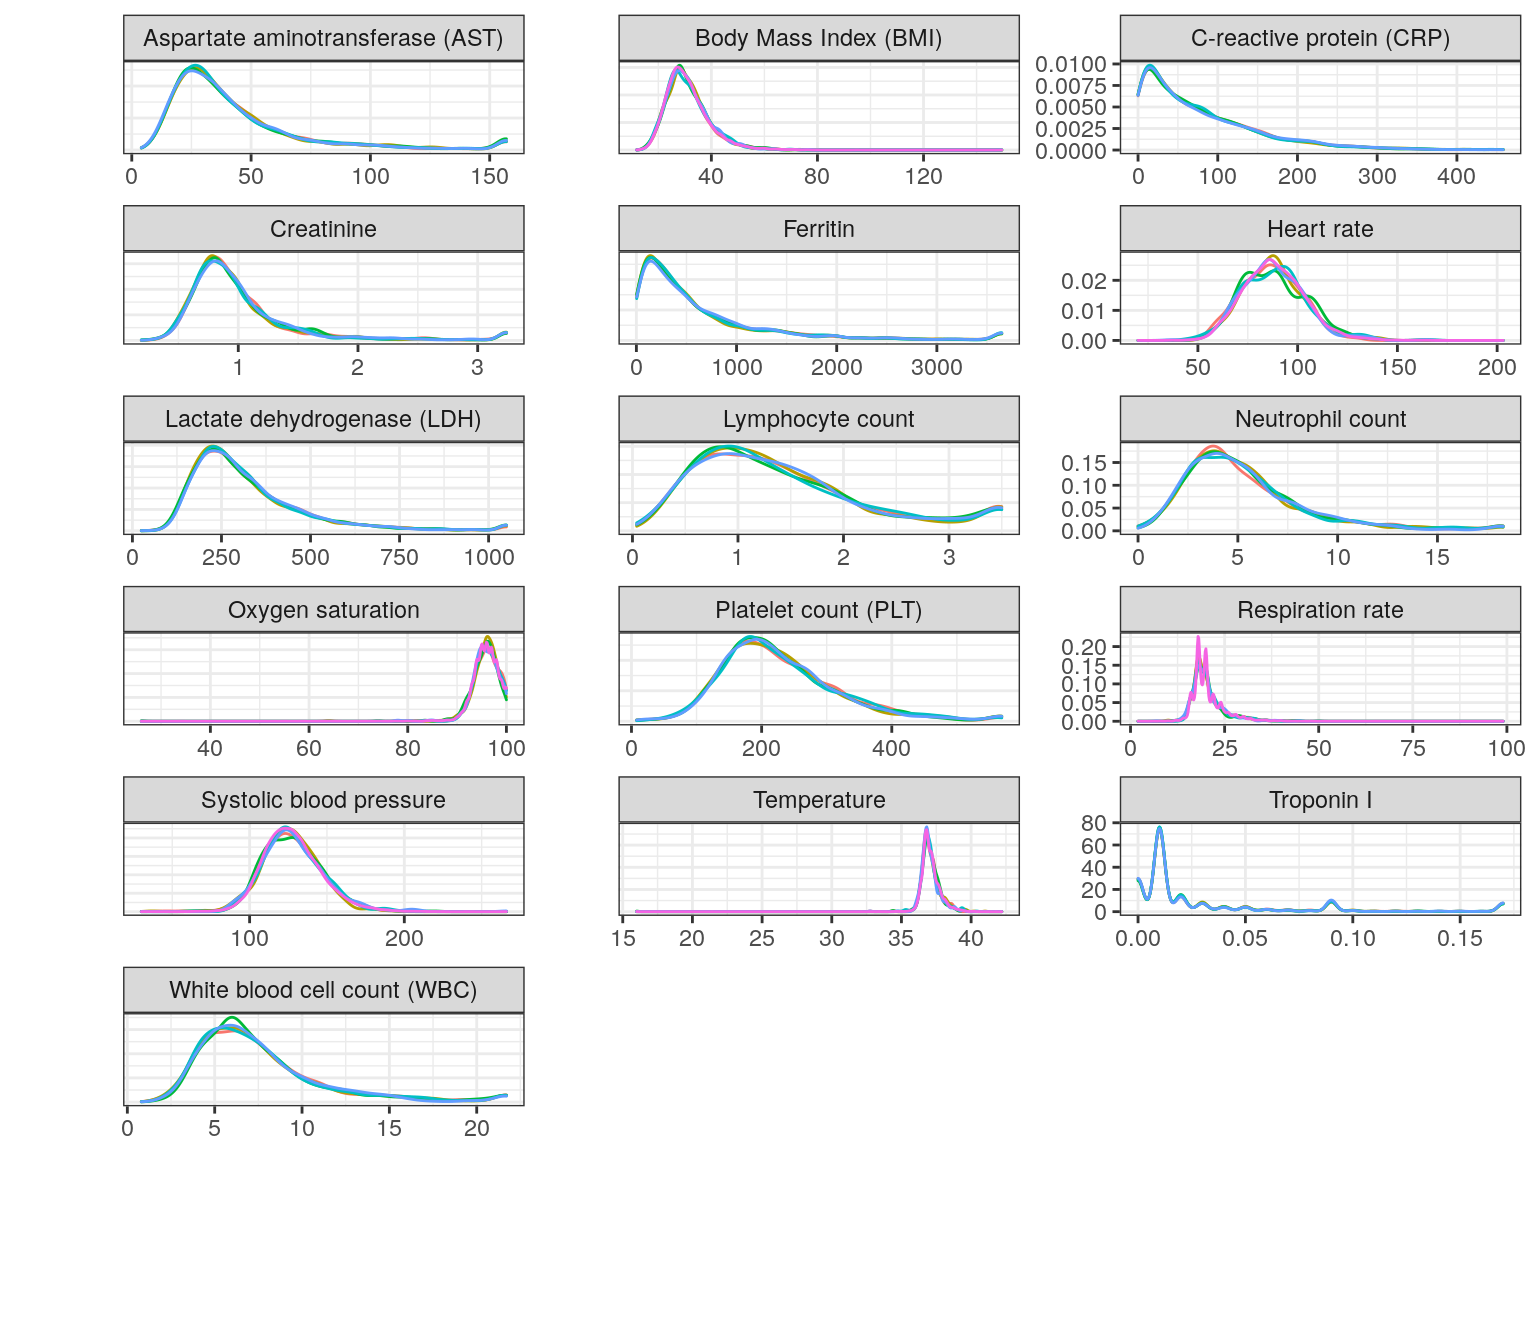 Aspartate aminotransferase (AST)
Body Mass Index (BMI)
C-reactive protein (CRP)
0.0100
0.0075
0.0050
0.0025
0.0000
0 50 100 150
40 80 120
0 100 200 300 400
Creatinine
Ferritin
Heart rate
0.02
0.01
0.00
1 2 3
0 1000 2000 3000
50 100 150 200
Lactate dehydrogenase (LDH)
Lymphocyte count
Neutrophil count
0.15
0.10
0.05
0.00
0 250 500 750 1000
0 1 2 3
0 5 10 15
Oxygen saturation
Platelet count (PLT)
Respiration rate
0.20
0.15
0.10
0.05
0.00
40 60 80 100
0 200 400
0 25 50 75 100
Systolic blood pressure
Temperature
Troponin I
80
60
40
20
0
100 200
15 20 25 30 35 40
0.00 0.05 0.10 0.15
White blood cell count (WBC)
0 5 10 15 20